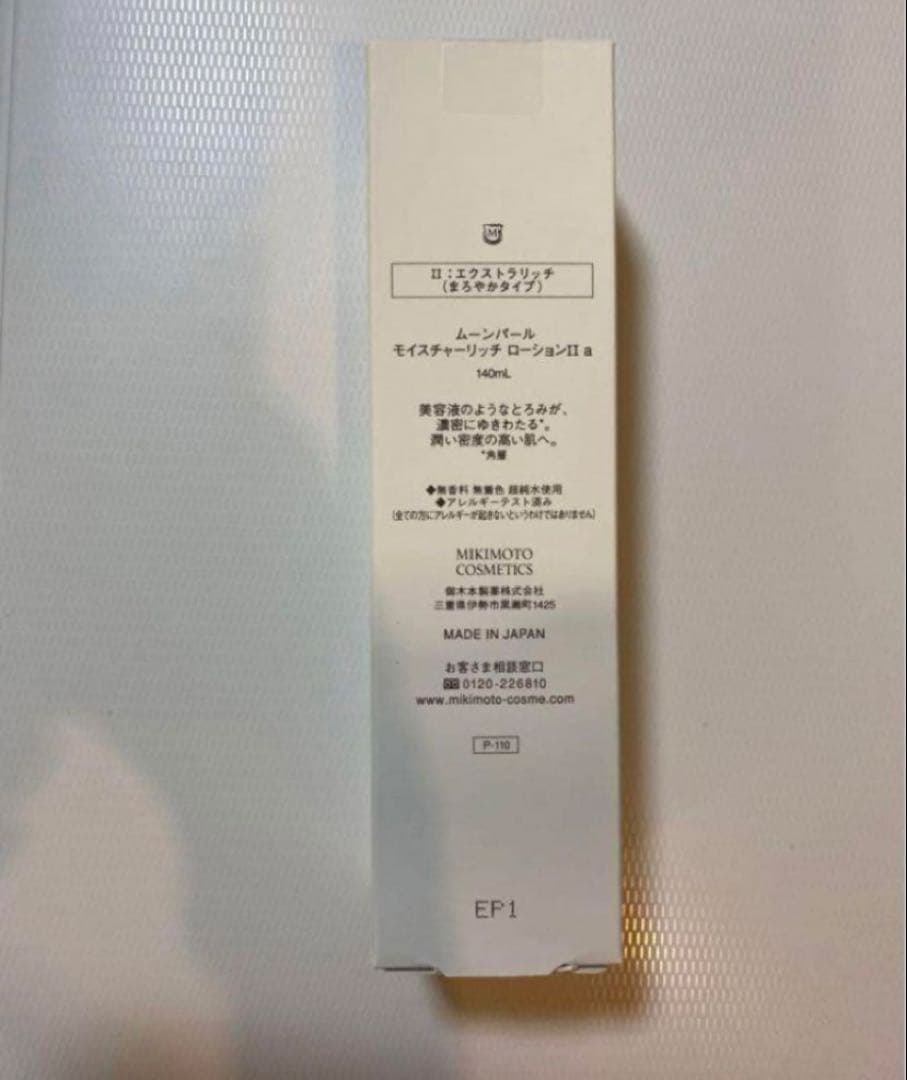 M
II：エクストラリッチ
（まろやかタイプ）
ムーンパール
モイスチャーリッチ ローションII a
140mL
美容液のようなとろみが、
濃密にゆきわたる*。
潤い密度の高い肌へ。
*角層
◆無香料 無着色 超純水使用
◆アレルギーテスト済み
（全ての方にアレルギーが起きないというわけではありません）
MIKIMOTO
COSMETICS
御木本製薬株式会社
三重県伊勢市黒瀬町1425
MADE IN JAPAN
お客さま相談窓口
0120-226810
www.mikimoto-cosme.com
P-110
EP1